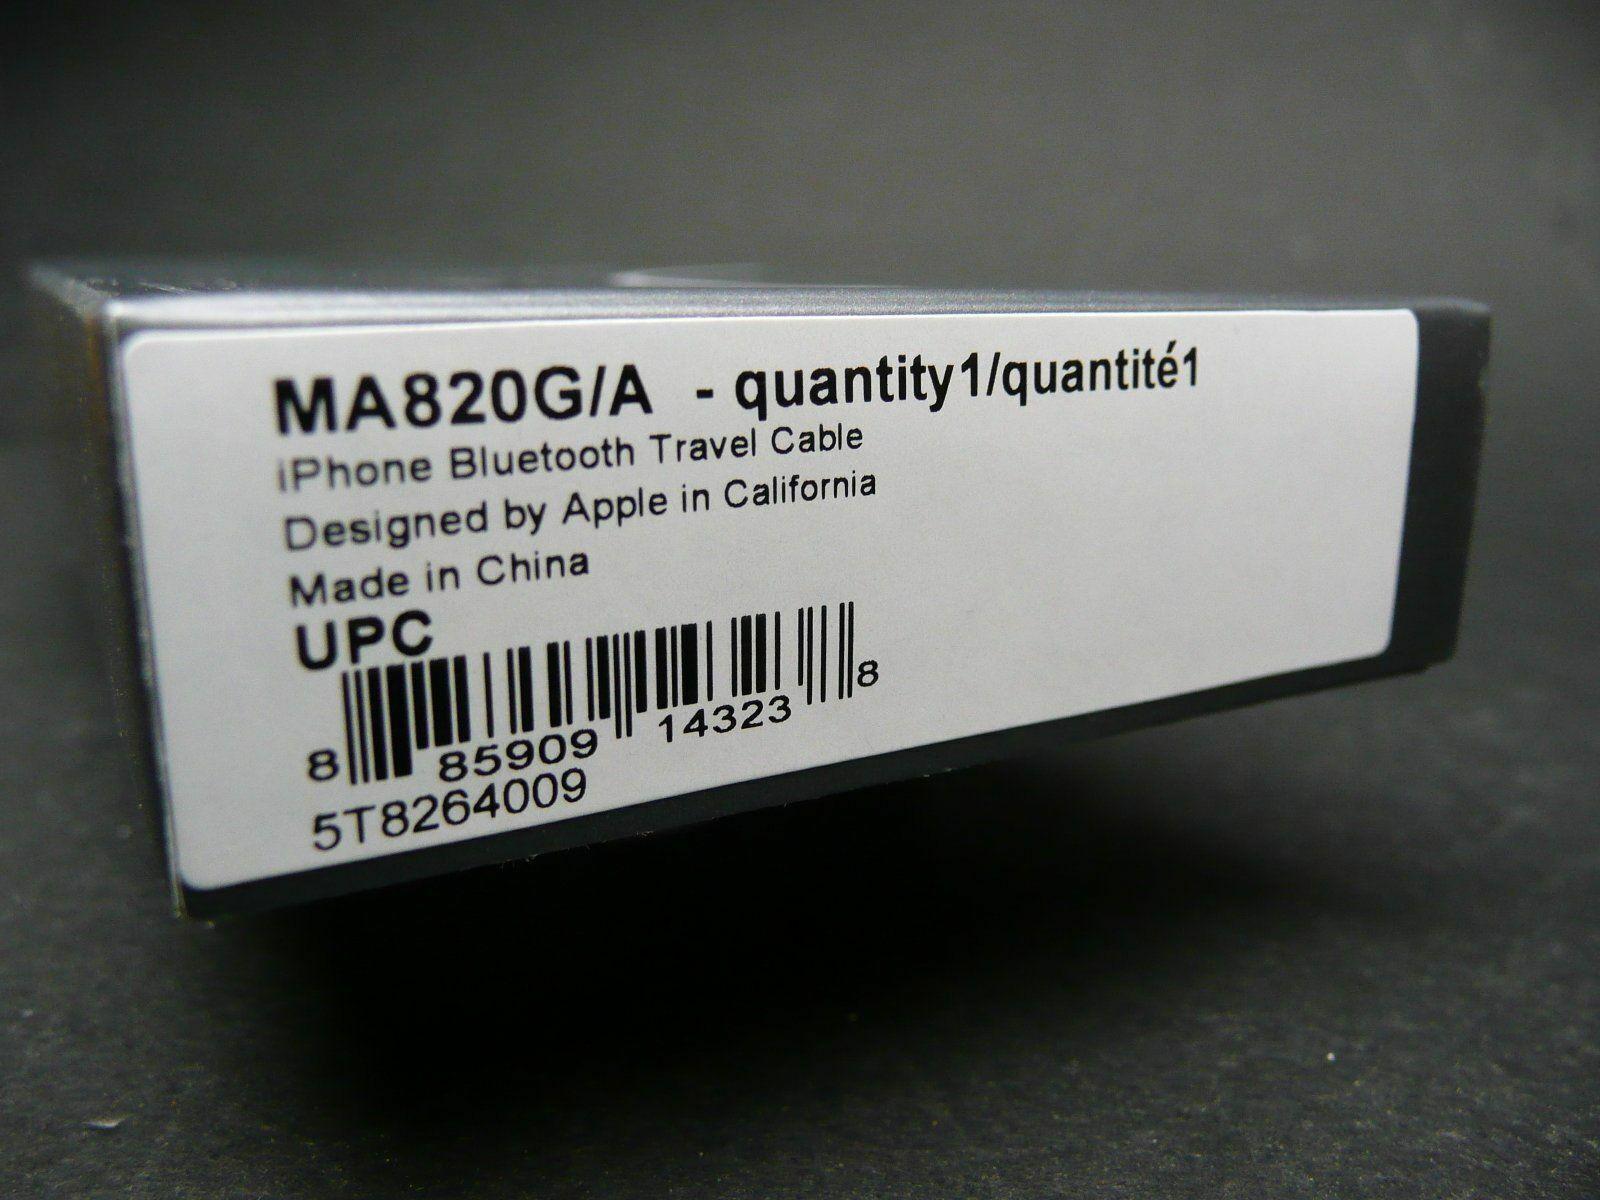 MA820G/A - quantity1/quantité1
iPhone Bluetooth Travel Cable
Designed by Apple in California
Made in China
UPC
8 85909 14323 8
5T8264009